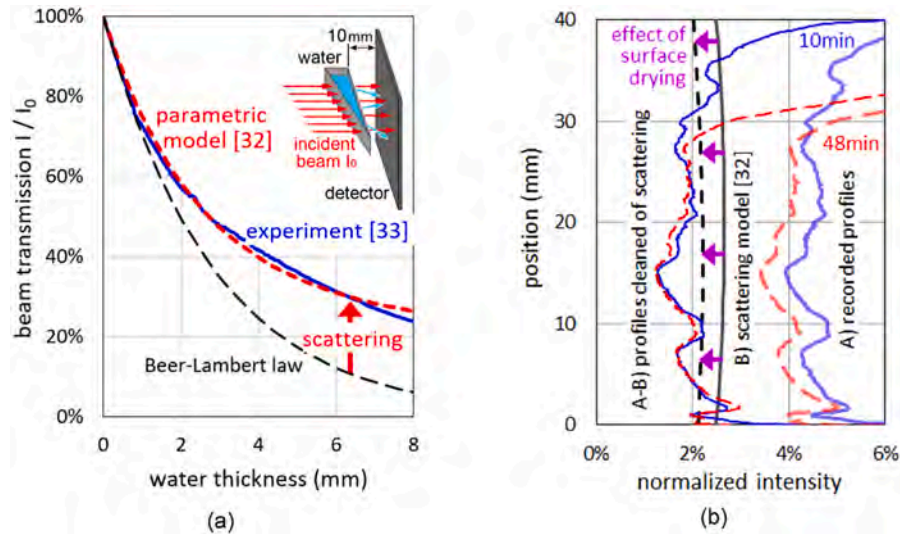 (a)
100%
80%
60%
40%
20%
0%
beam transmission I / I₀
0
2
4
6
8
water thickness (mm)
10mm
water
incident
beam I₀
detector
parametric
model [32]
experiment [33]
scattering
Beer-Lambert law
(a)
40
30
20
10
0
position (mm)
0%
2%
4%
6%
normalized intensity
effect of
surface
drying
10min
48min
A-B) profiles cleaned of scattering
B) scattering model [32]
A) recorded profiles
(b)
(b)